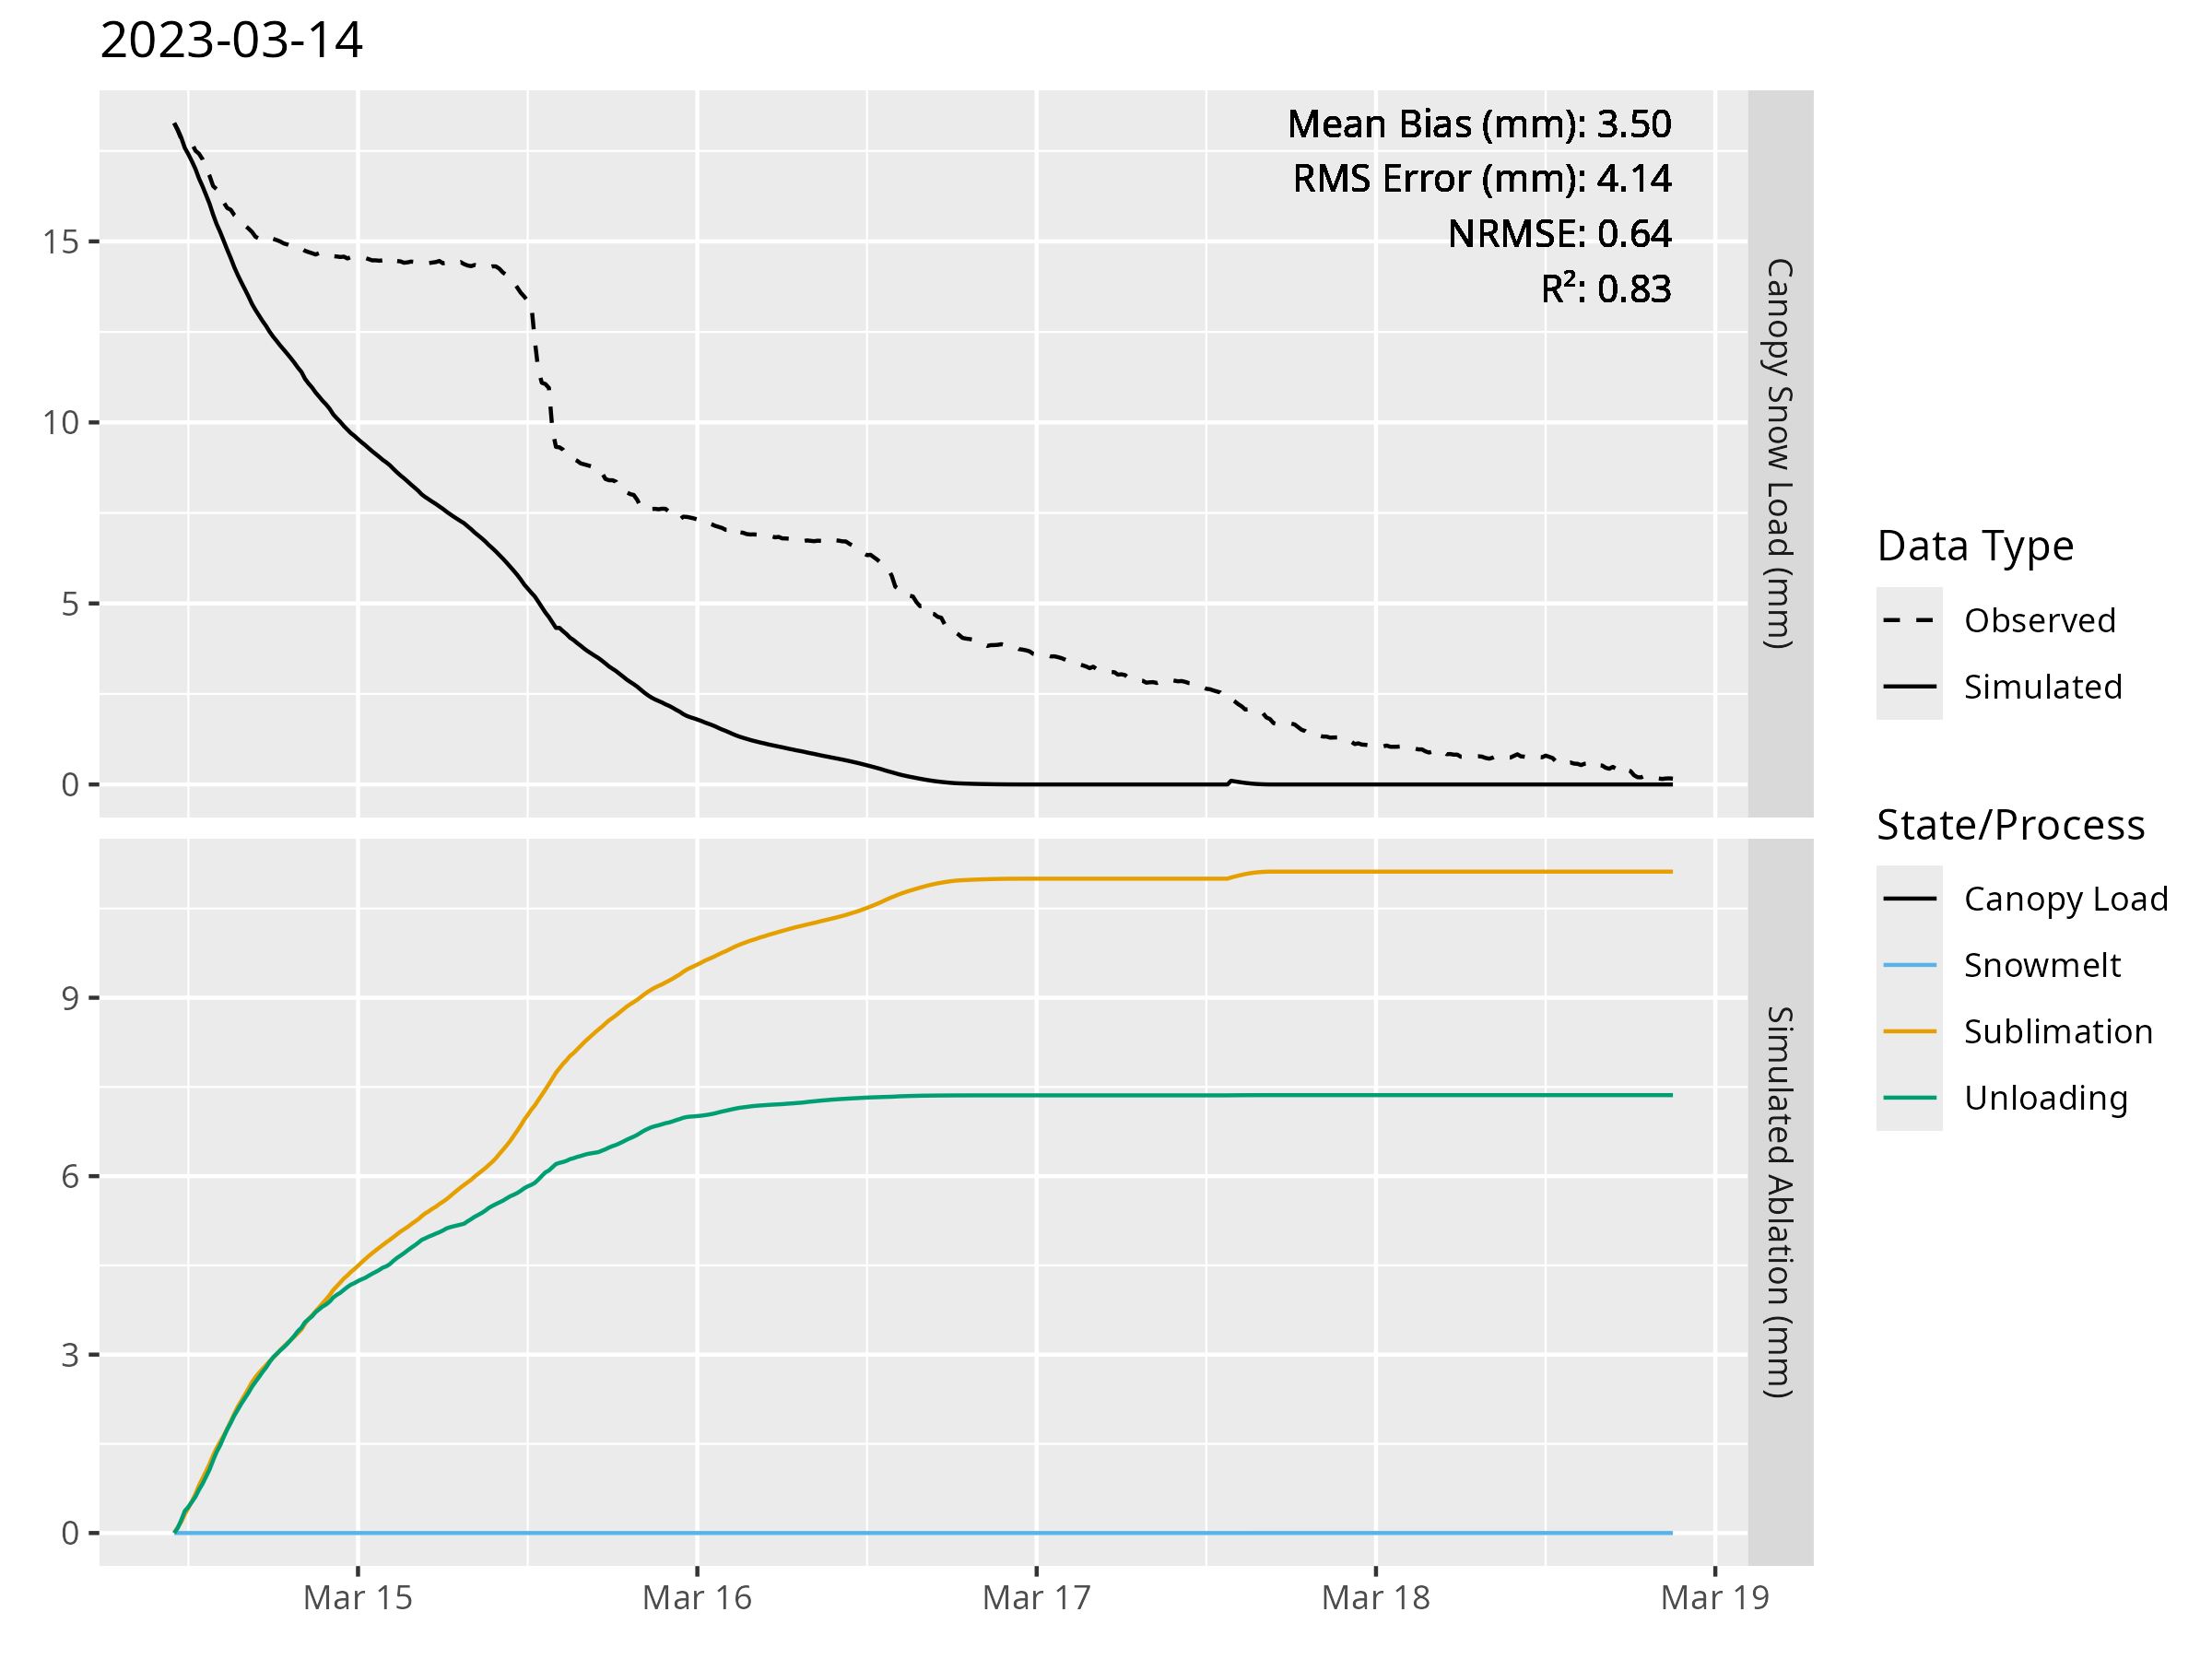 2023-03-14
Mean Bias (mm): 3.50
RMS Error (mm): 4.14
NRMSE: 0.64
R²: 0.83
15
10
5
0
Canopy Snow Load (mm)
9
6
3
0
Simulated Ablation (mm)
Mar 15
Mar 16
Mar 17
Mar 18
Mar 19
Data Type
Observed
Simulated
State/Process
Canopy Load
Snowmelt
Sublimation
Unloading